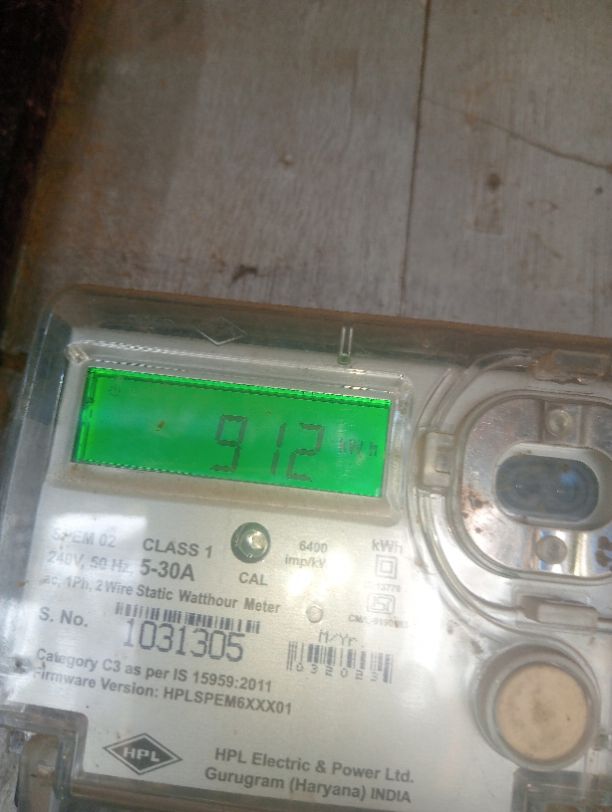 912 kWh
SPEM 02
CLASS 1
240V, 50 Hz, 5-30A
CAL
6400
imp/kW
kWh
ac, 1Ph, 2 Wire Static Watthour Meter
S. No.
1031305
M/Yr
032023
Category C3 as per IS 15959:2011
Firmware Version: HPLSPEM6XXX01
HPL
HPL Electric & Power Ltd.
Gurugram (Haryana) INDIA